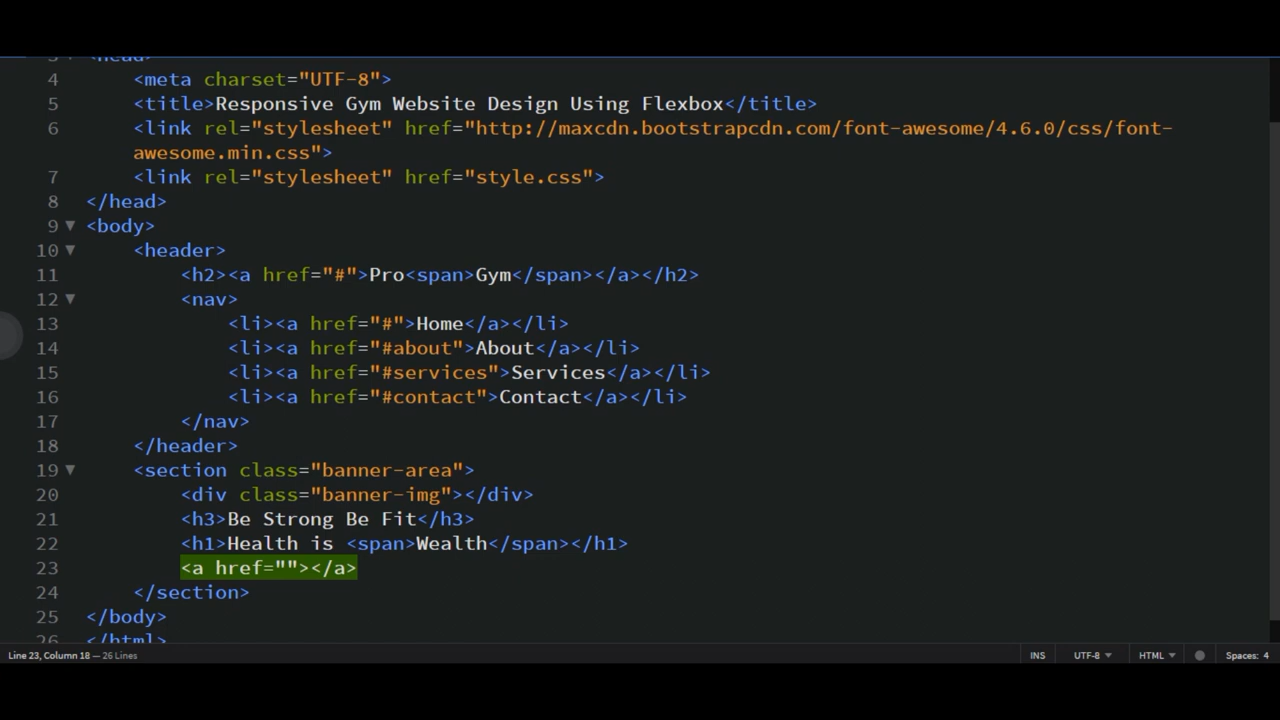 3 <head>
4 <meta charset="UTF-8">
5 <title>Responsive Gym Website Design Using Flexbox</title>
6 <link rel="stylesheet" href="http://maxcdn.bootstrapcdn.com/font-awesome/4.6.0/css/font-
awesome.min.css">
7 <link rel="stylesheet" href="style.css">
8 </head>
9 <body>
10 <header>
11 <h2><a href="#">Pro<span>Gym</span></a></h2>
12 <nav>
13 <li><a href="#">Home</a></li>
14 <li><a href="#about">About</a></li>
15 <li><a href="#services">Services</a></li>
16 <li><a href="#contact">Contact</a></li>
17 </nav>
18 </header>
19 <section class="banner-area">
20 <div class="banner-img"></div>
21 <h3>Be Strong Be Fit</h3>
22 <h1>Health is <span>Wealth</span></h1>
23 <a href=""></a>
24 </section>
25 </body>
26 </html>
Line 23, Column 18 — 26 Lines INS UTF-8 HTML Spaces: 4